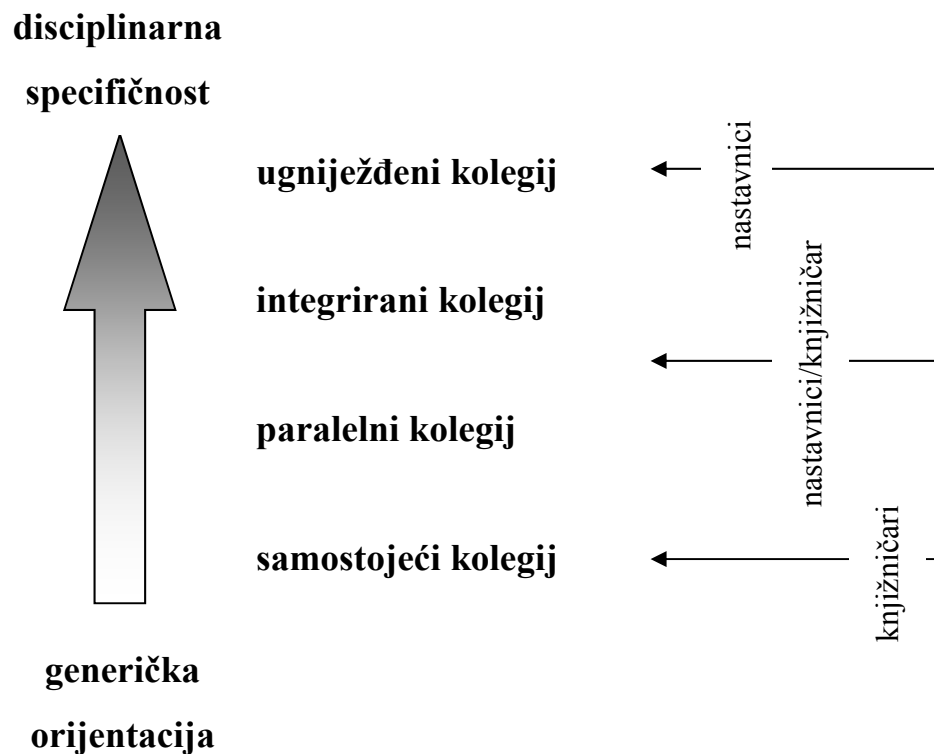 disciplinarna
specifičnost
ugniježđeni kolegij
nastavnici
integrirani kolegij
nastavnici/knjižničar
paralelni kolegij
samostojeći kolegij
knjižničari
generička
orijentacija